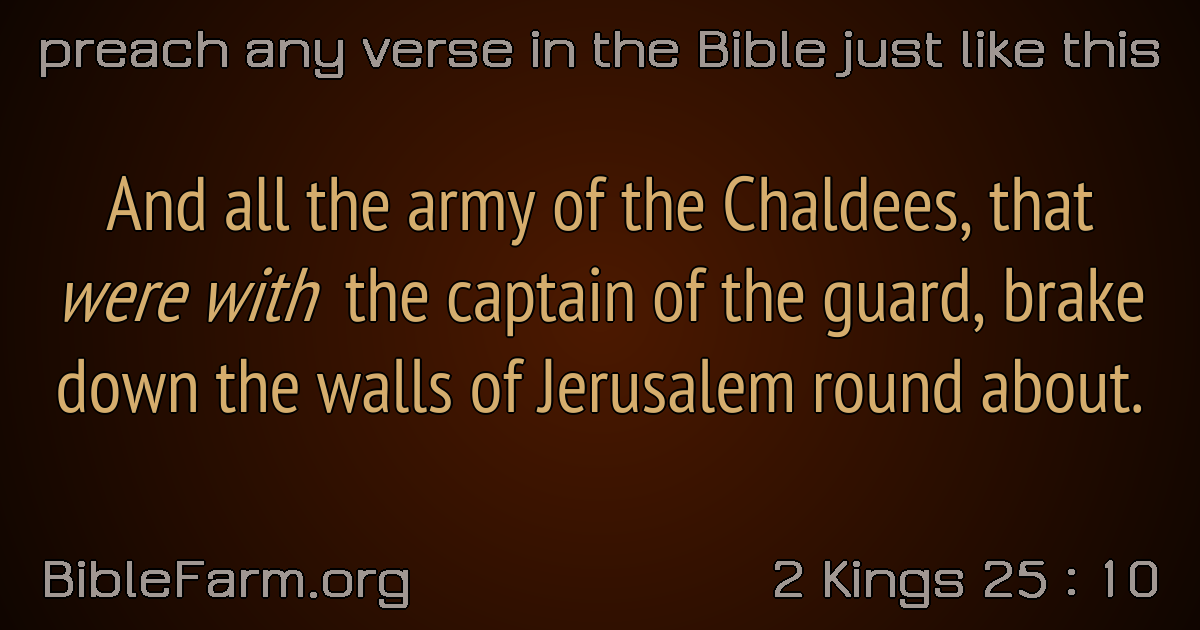 preach any verse in the Bible just like this
And all the army of the Chaldees, that
were with the captain of the guard, brake
down the walls of Jerusalem round about.
BibleFarm.org
2 Kings 25 : 10